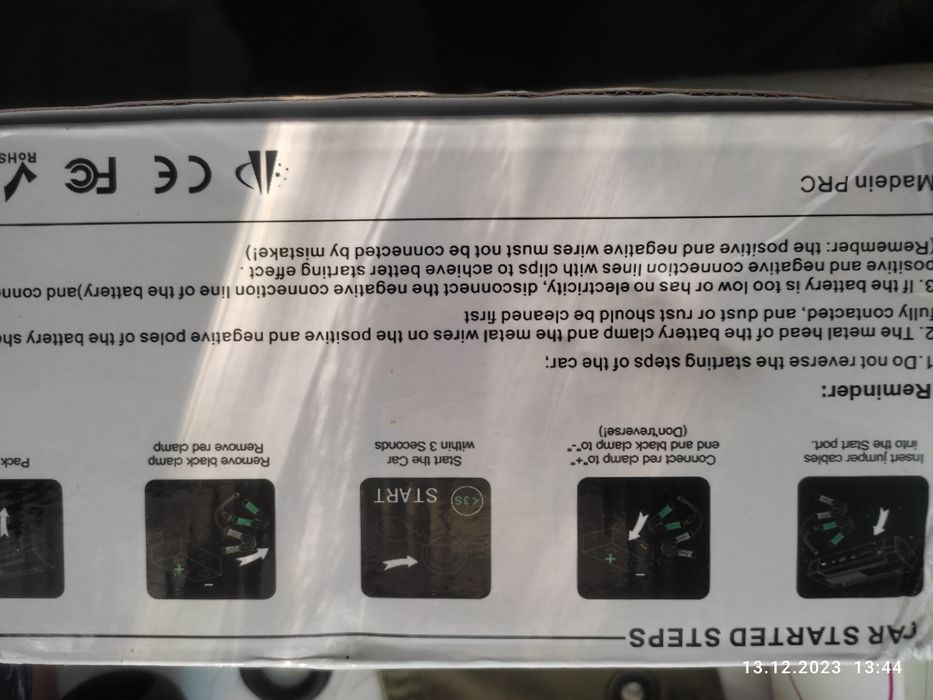 CAR STARTED STEPS
Insert jumper cables
into the Start port.
Connect red clamp to"+"
end and black clamp to"-"
(Don'treverse!)
<3S START
Start the Car
within 3 Seconds
Remove black clamp
Remove red clamp
Pack
Reminder:
1.Do not reverse the starting steps of the car;
2. The metal head of the battery clamp and the metal wires on the positive and negative poles of the battery
fully contacted, and dust or rust should be cleaned first
3. If the battery is too low or has no electricity, disconnect the negative connection line of the battery)and
positive and negative connection lines with clips to achieve better starting effect .
(Remember: the positive and negative wires must not be connected by mistake!)
Madein PRC
CE FC RoHS
13.12.2023 13:44